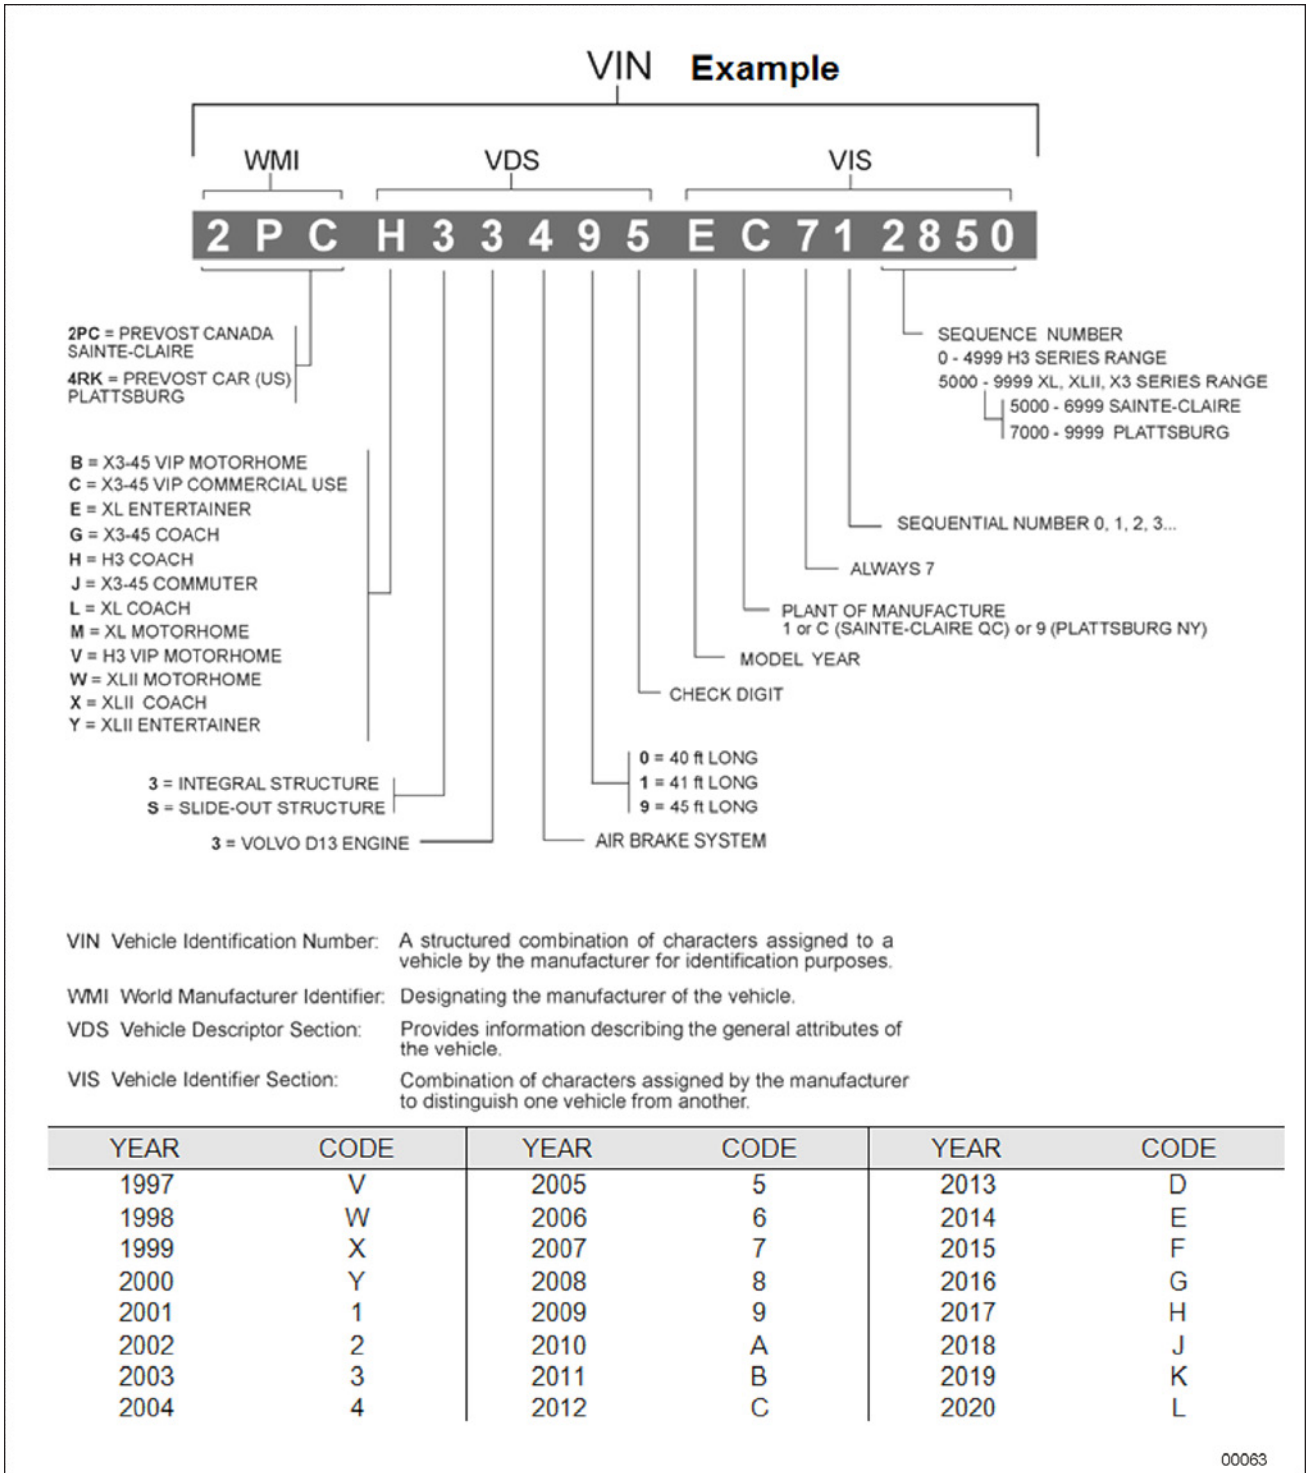 VIN Example
WMI VDS VIS
2 P C H 3 3 4 9 5 E C 7 1 2 8 5 0
2PC = PREVOST CANADA
SAINTE-CLAIRE
4RK = PREVOST CAR (US)
PLATTSBURG
SEQUENCE NUMBER
0 - 4999 H3 SERIES RANGE
5000 - 9999 XL, XLII, X3 SERIES RANGE
5000 - 6999 SAINTE-CLAIRE
7000 - 9999 PLATTSBURG
B = X3-45 VIP MOTORHOME
C = X3-45 VIP COMMERCIAL USE
E = XL ENTERTAINER
G = X3-45 COACH
H = H3 COACH
J = X3-45 COMMUTER
L = XL COACH
M = XL MOTORHOME
V = H3 VIP MOTORHOME
W = XLII MOTORHOME
X = XLII COACH
Y = XLII ENTERTAINER
SEQUENTIAL NUMBER 0, 1, 2, 3...
ALWAYS 7
PLANT OF MANUFACTURE
1 or C (SAINTE-CLAIRE QC) or 9 (PLATTSBURG NY)
MODEL YEAR
CHECK DIGIT
0 = 40 ft LONG
1 = 41 ft LONG
9 = 45 ft LONG
3 = INTEGRAL STRUCTURE
S = SLIDE-OUT STRUCTURE
3 = VOLVO D13 ENGINE
AIR BRAKE SYSTEM
VIN Vehicle Identification Number: A structured combination of characters assigned to a
vehicle by the manufacturer for identification purposes.
WMI World Manufacturer Identifier: Designating the manufacturer of the vehicle.
VDS Vehicle Descriptor Section: Provides information describing the general attributes of
the vehicle.
VIS Vehicle Identifier Section: Combination of characters assigned by the manufacturer
to distinguish one vehicle from another.
YEAR CODE YEAR CODE YEAR CODE
1997 V 2005 5 2013 D
1998 W 2006 6 2014 E
1999 X 2007 7 2015 F
2000 Y 2008 8 2016 G
2001 1 2009 9 2017 H
2002 2 2010 A 2018 J
2003 3 2011 B 2019 K
2004 4 2012 C 2020 L
00063